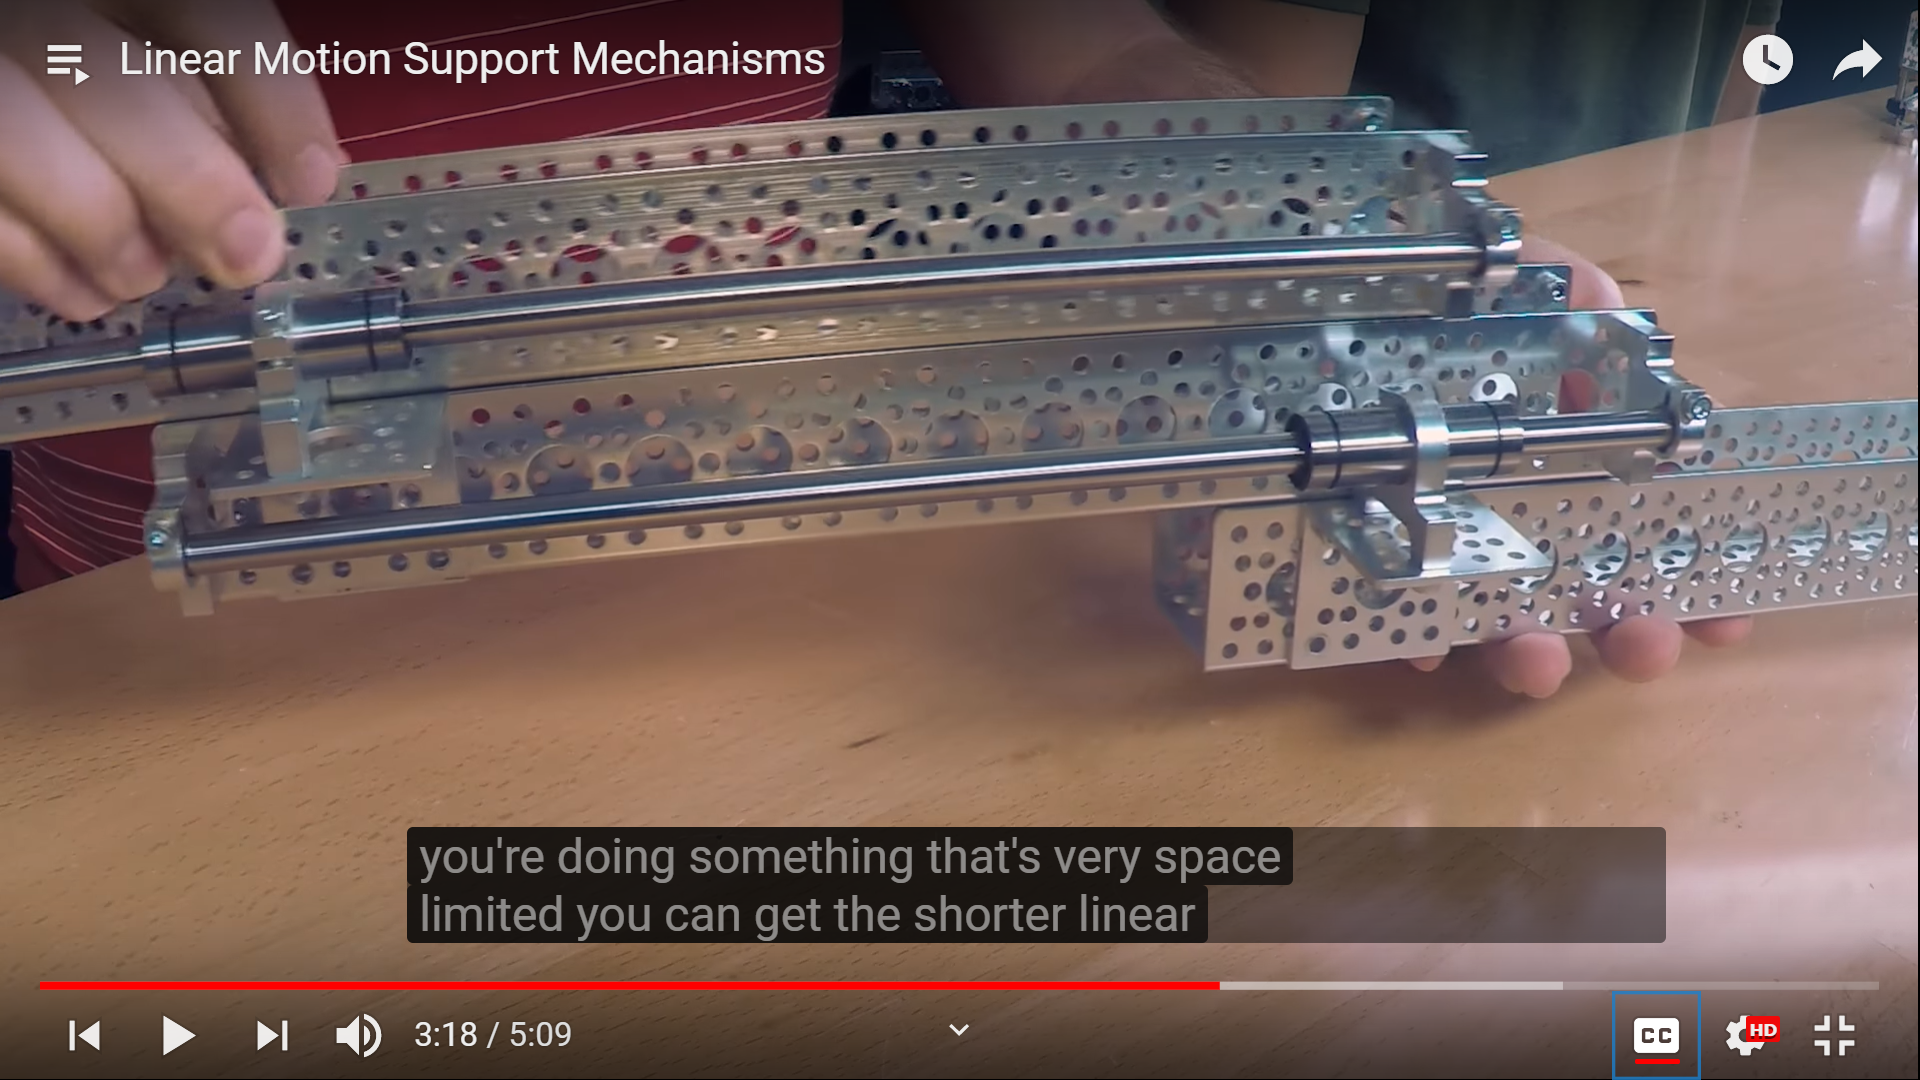 Linear Motion Support Mechanisms
you're doing something that's very space
limited you can get the shorter linear
3:18 / 5:09
CC
HD